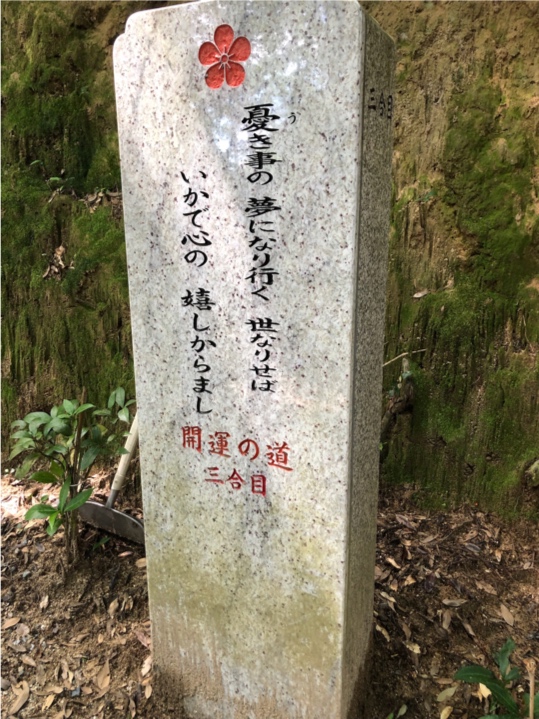 憂き事の 夢になり行く 世なりせば
いかで心の 嬉しからまし
開運の道
三合目
三合目
う